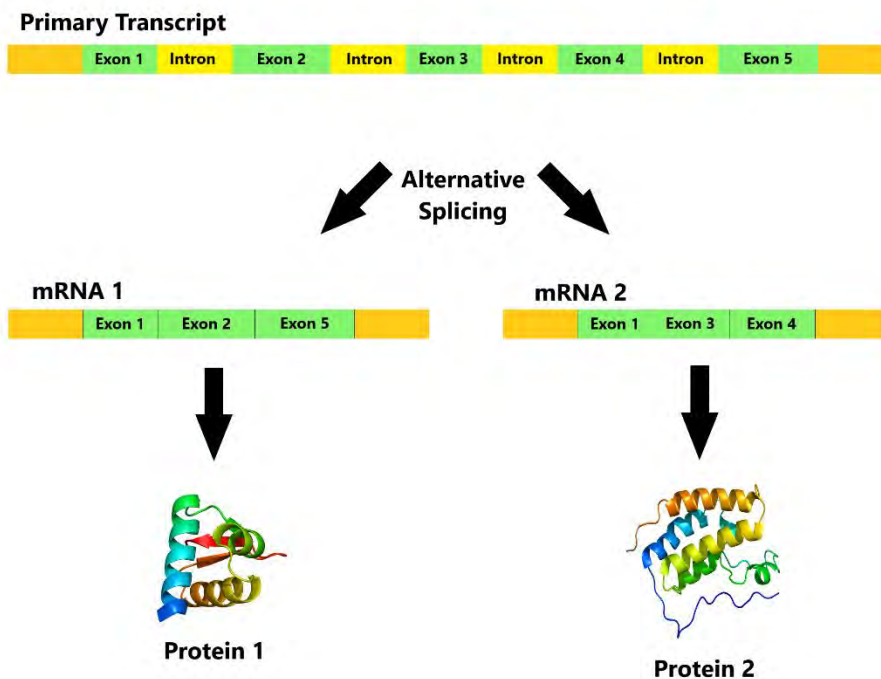 Primary Transcript
Exon 1 Intron Exon 2 Intron Exon 3 Intron Exon 4 Intron Exon 5
Alternative
Splicing
mRNA 1
Exon 1 Exon 2 Exon 5
mRNA 2
Exon 1 Exon 3 Exon 4
Protein 1
Protein 2